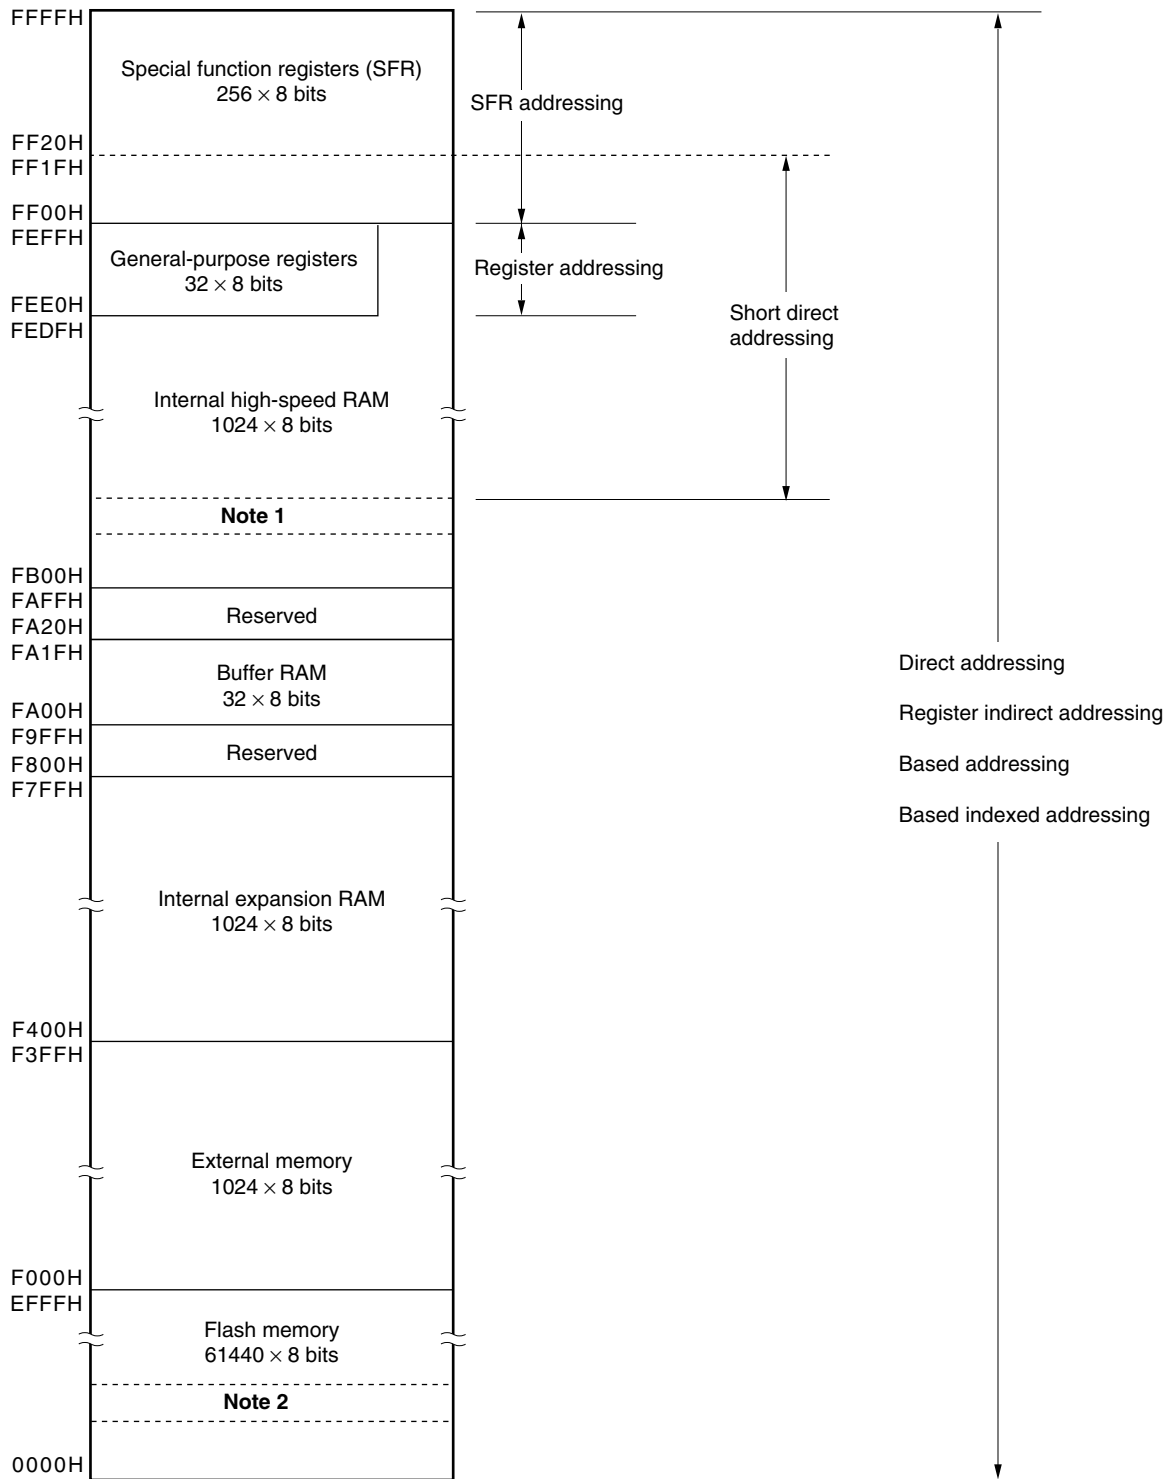 FFFFH
Special function registers (SFR)
256 × 8 bits
SFR addressing
FF20H
FF1FH
FF00H
FEFFH
General-purpose registers
32 × 8 bits
Register addressing
FEE0H
FEDFH
Short direct
addressing
Internal high-speed RAM
1024 × 8 bits
Note 1
FB00H
FAFFH
Reserved
FA20H
FA1FH
Buffer RAM
32 × 8 bits
Direct addressing
FA00H
Register indirect addressing
F9FFH
Reserved
Based addressing
F800H
F7FFH
Based indexed addressing
Internal expansion RAM
1024 × 8 bits
F400H
F3FFH
External memory
1024 × 8 bits
F000H
EFFFH
Flash memory
61440 × 8 bits
Note 2
0000H